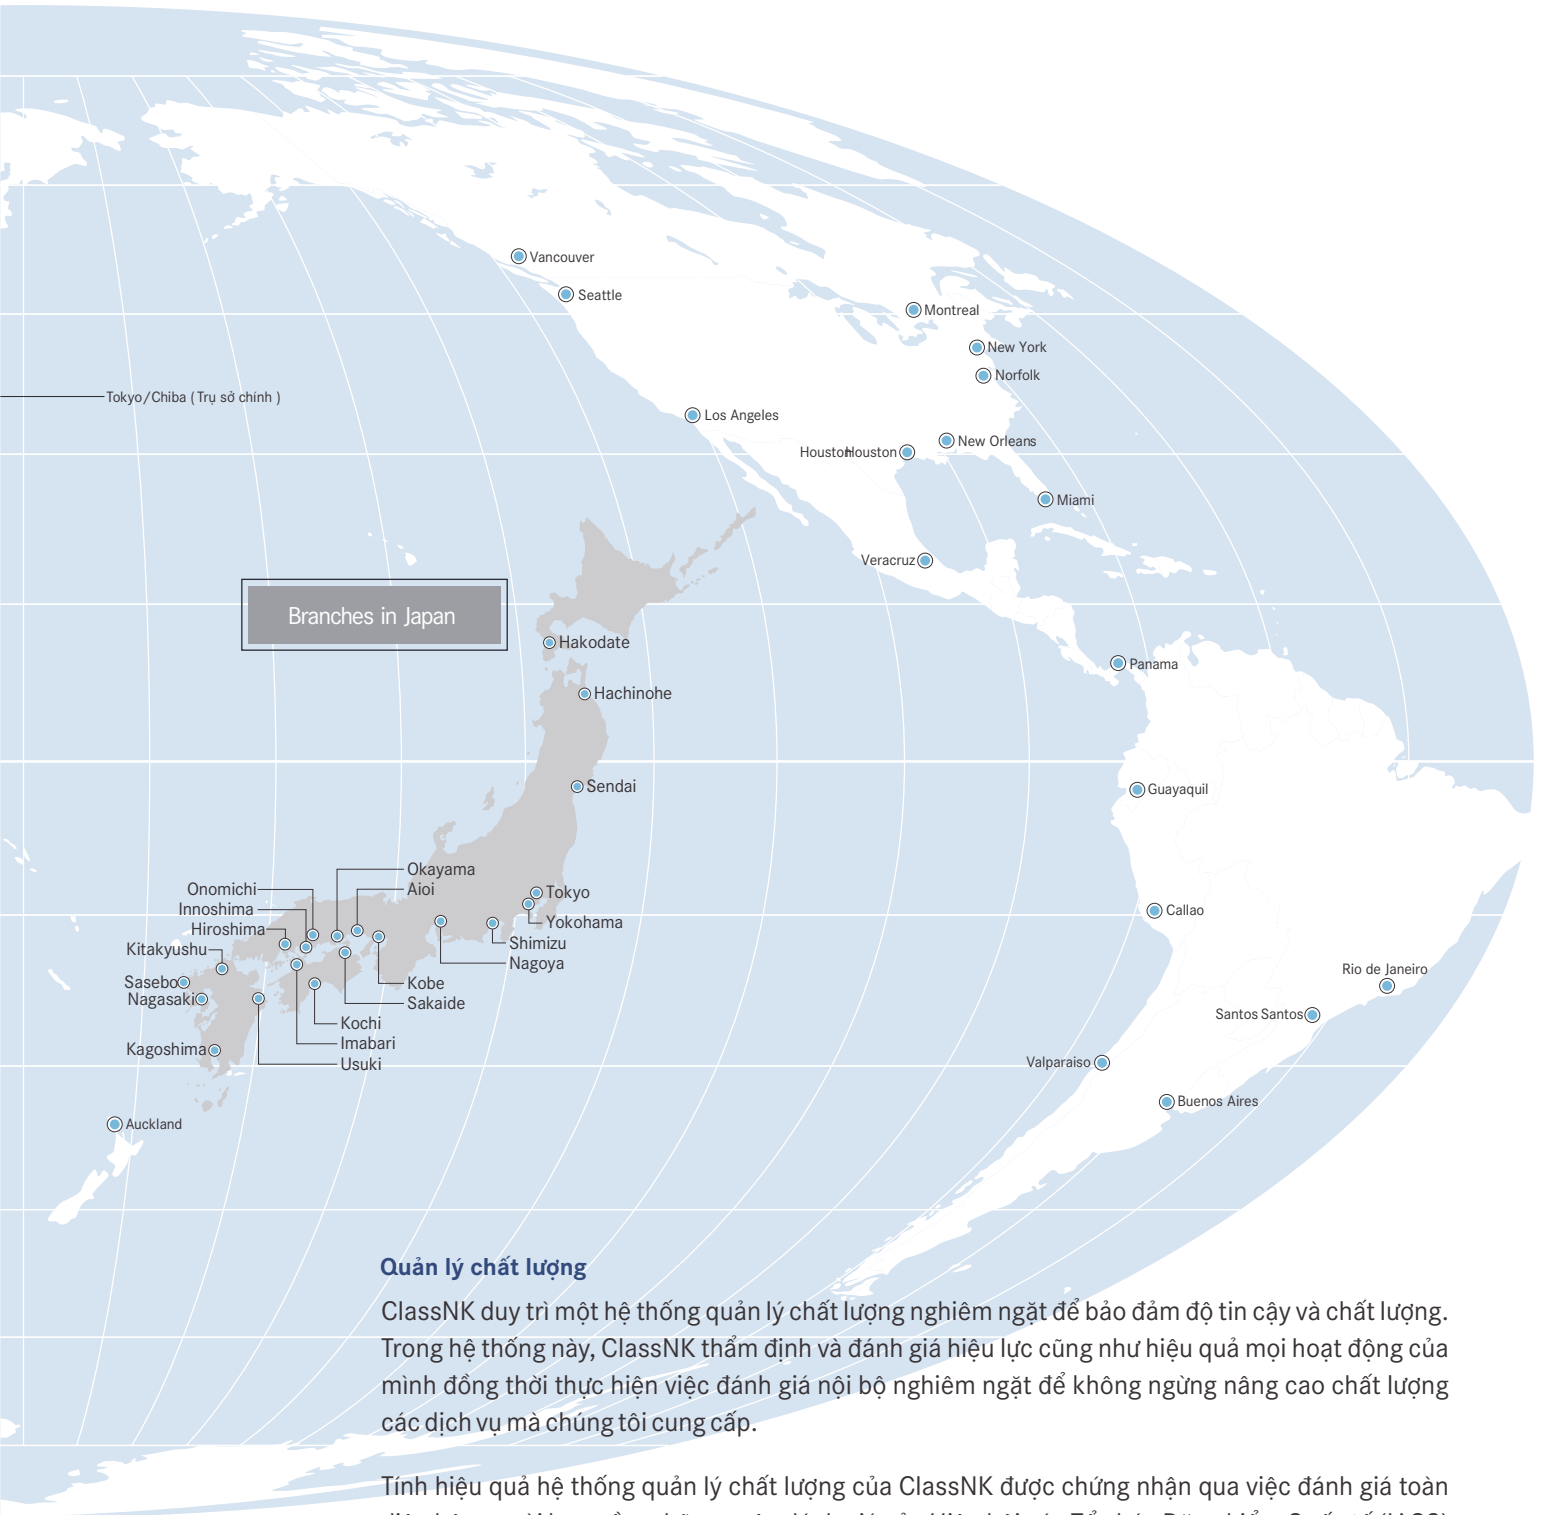 Vancouver
Seattle
Montreal
New York
Norfolk
Tokyo/Chiba ( Trụ sở chính )
Los Angeles
New Orleans
Houston Houston
Miami
Veracruz
Branches in Japan
Hakodate
Panama
Hachinohe
Sendai
Guayaquil
Okayama
Onomichi
Aioi
Tokyo
Innoshima
Callao
Yokohama
Hiroshima
Shimizu
Kitakyushu
Nagoya
Rio de Janeiro
Sasebo
Kobe
Nagasaki
Sakaide
Santos Santos
Kochi
Imabari
Kagoshima
Usuki
Valparaiso
Buenos Aires
Auckland
Quản lý chất lượng
ClassNK duy trì một hệ thống quản lý chất lượng nghiêm ngặt để bảo đảm độ tin cậy và chất lượng.
Trong hệ thống này, ClassNK thẩm định và đánh giá hiệu lực cũng như hiệu quả mọi hoạt động của
mình đồng thời thực hiện việc đánh giá nội bộ nghiêm ngặt để không ngừng nâng cao chất lượng
các dịch vụ mà chúng tôi cung cấp.
Tính hiệu quả hệ thống quản lý chất lượng của ClassNK được chứng nhận qua việc đánh giá toàn